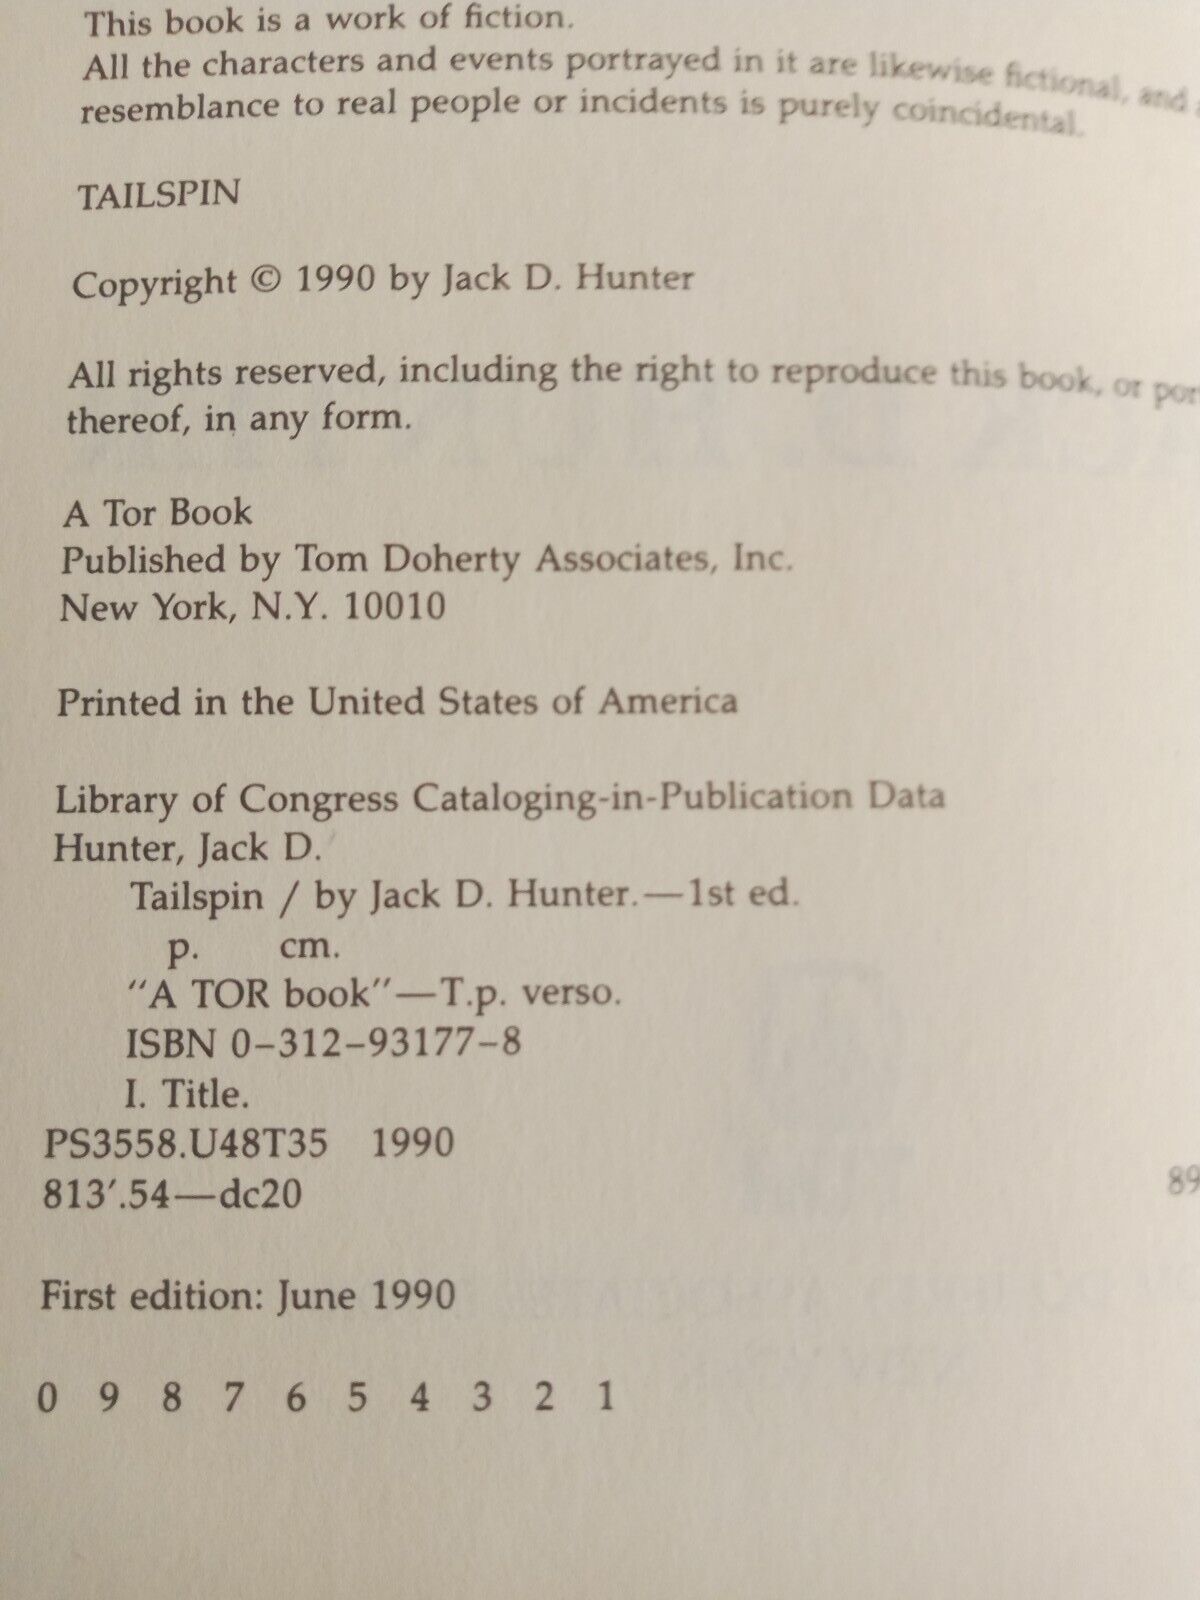 This book is a work of fiction.
All the characters and events portrayed in it are likewise fictional, and
resemblance to real people or incidents is purely coincidental.
TAILSPIN
Copyright © 1990 by Jack D. Hunter
All rights reserved, including the right to reproduce this book, or
thereof, in any form.
A Tor Book
Published by Tom Doherty Associates, Inc.
New York, N.Y. 10010
Printed in the United States of America
Library of Congress Cataloging-in-Publication Data
Hunter, Jack D.
Tailspin / by Jack D. Hunter.—1st ed.
p. cm.
"A TOR book"—T.p. verso.
ISBN 0-312-93177-8
I. Title.
PS3558.U48T35 1990
813'.54—dc20
89
First edition: June 1990
0 9 8 7 6 5 4 3 2 1